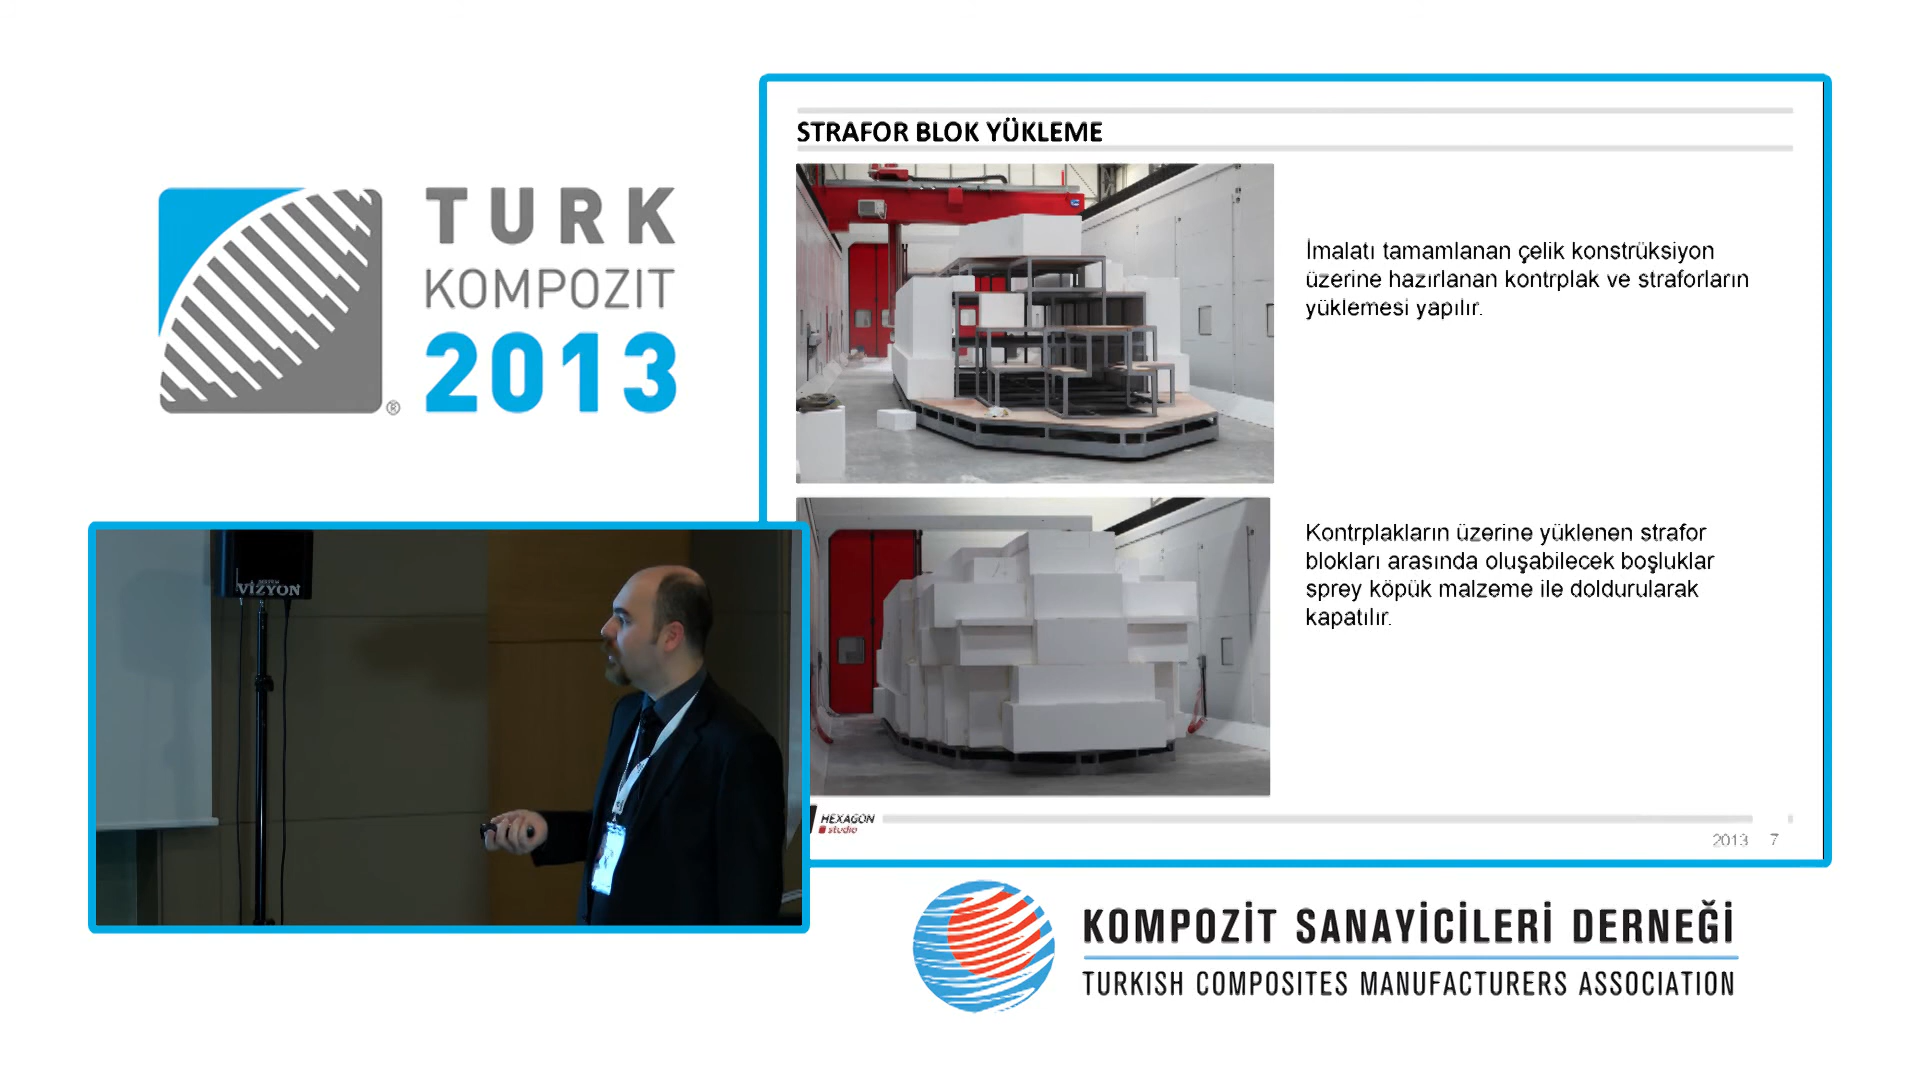 TURK
KOMPOZIT
2013
®
STRAFOR BLOK YÜKLEME
İmalatı tamamlanan çelik konstrüksiyon
üzerine hazırlanan kontrplak ve straforların
yüklemesi yapılır.
Kontrplakların üzerine yüklenen strafor
blokları arasında oluşabilecek boşluklar
sprey köpük malzeme ile doldurularak
kapatılır.
HEXAGON
studio
2013 7
VİZYON
KOMPOZİT SANAYİCİLERİ DERNEĞİ
TURKISH COMPOSITES MANUFACTURERS ASSOCIATION